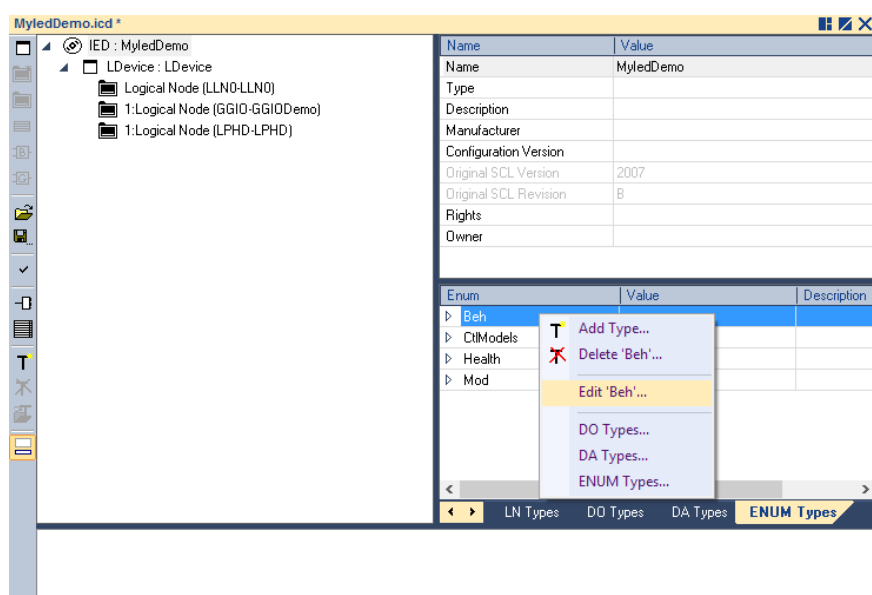 MyledDemo.icd *
IED : MyledDemo
LDevice : LDevice
Logical Node (LLN0-LLN0)
1:Logical Node (GGIO-GGIODemo)
1:Logical Node (LPHD-LPHD)
Name Value
Name MyledDemo
Type
Description
Manufacturer
Configuration Version
Original SCL Version 2007
Original SCL Revision B
Rights
Owner
Enum Value Description
Beh
CtlModels
Health
Mod
Add Type...
Delete 'Beh'...
Edit 'Beh'...
DO Types...
DA Types...
ENUM Types...
LN Types DO Types DA Types ENUM Types